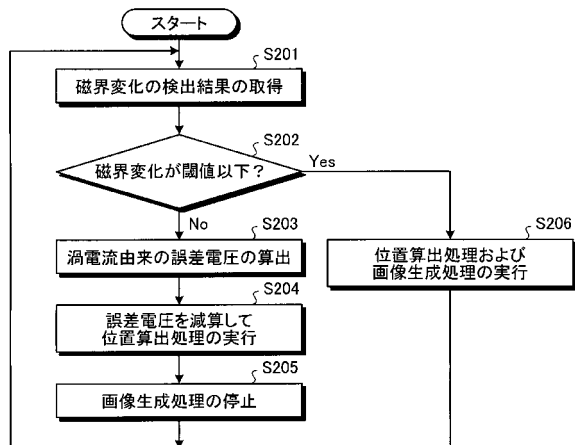 スタート
S201
磁界変化の検出結果の取得
S202
磁界変化が閾値以下？
Yes
No
S203
渦電流由来の誤差電圧の算出
S206
位置算出処理および
画像生成処理の実行
S204
誤差電圧を減算して
位置算出処理の実行
S205
画像生成処理の停止